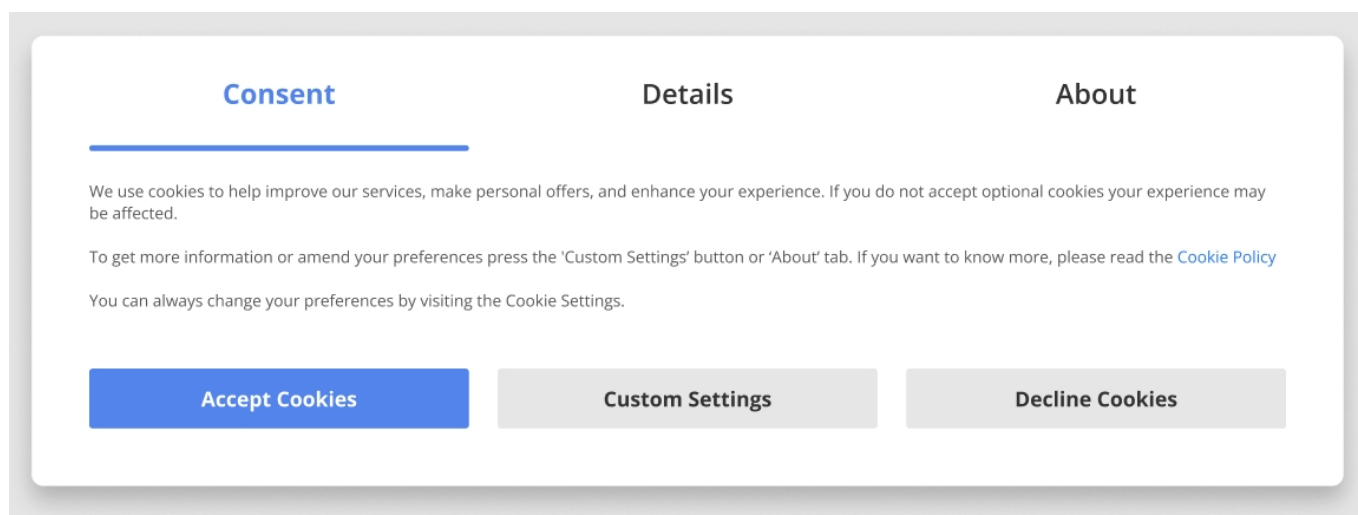 Consent
Details
About
We use cookies to help improve our services, make personal offers, and enhance your experience. If you do not accept optional cookies your experience may
be affected.
To get more information or amend your preferences press the 'Custom Settings’ button or ‘About’ tab. If you want to know more, please read the Cookie Policy
You can always change your preferences by visiting the Cookie Settings.
Accept Cookies
Custom Settings
Decline Cookies